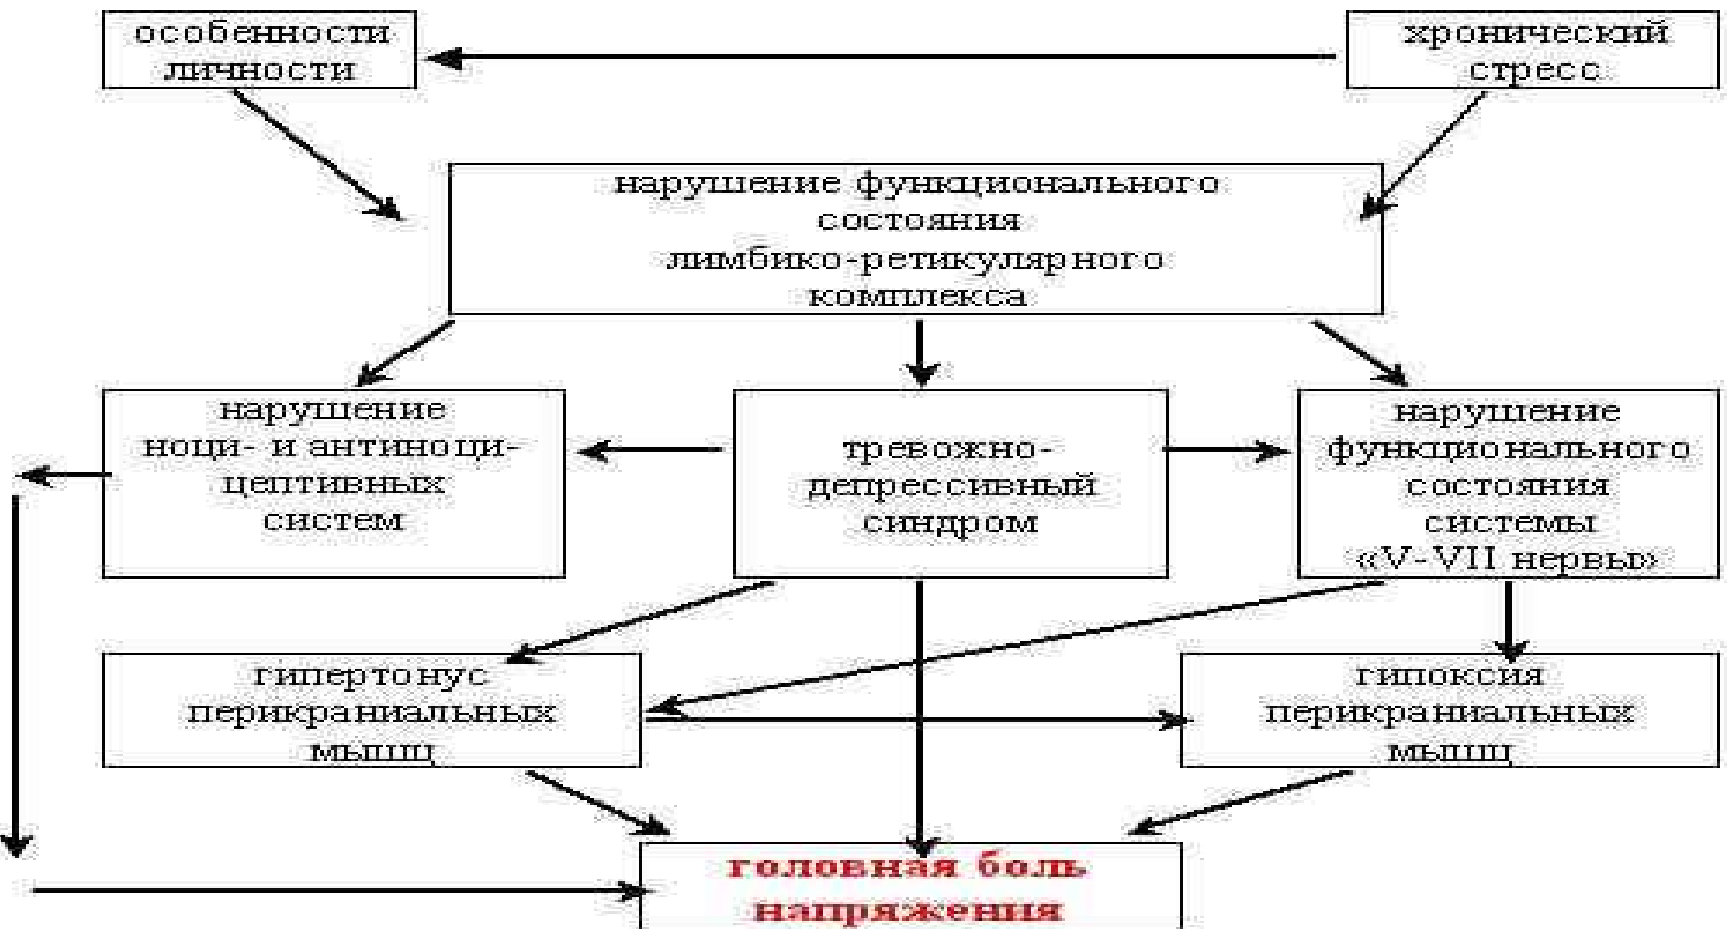 особенности
личности
хронический
стресс
нарушение функционального
состояния
лимбико-ретикулярного
комплекса
нарушение
ноци- и антиноци-
цептивных
систем
тревожно-
депрессивный
синдром
нарушение
функционального
состояния
системы
«V-VII нервы»
гипертонус
перикраниальных
мышц
гипоксия
перикраниальных
мышц
головная боль
напряжения